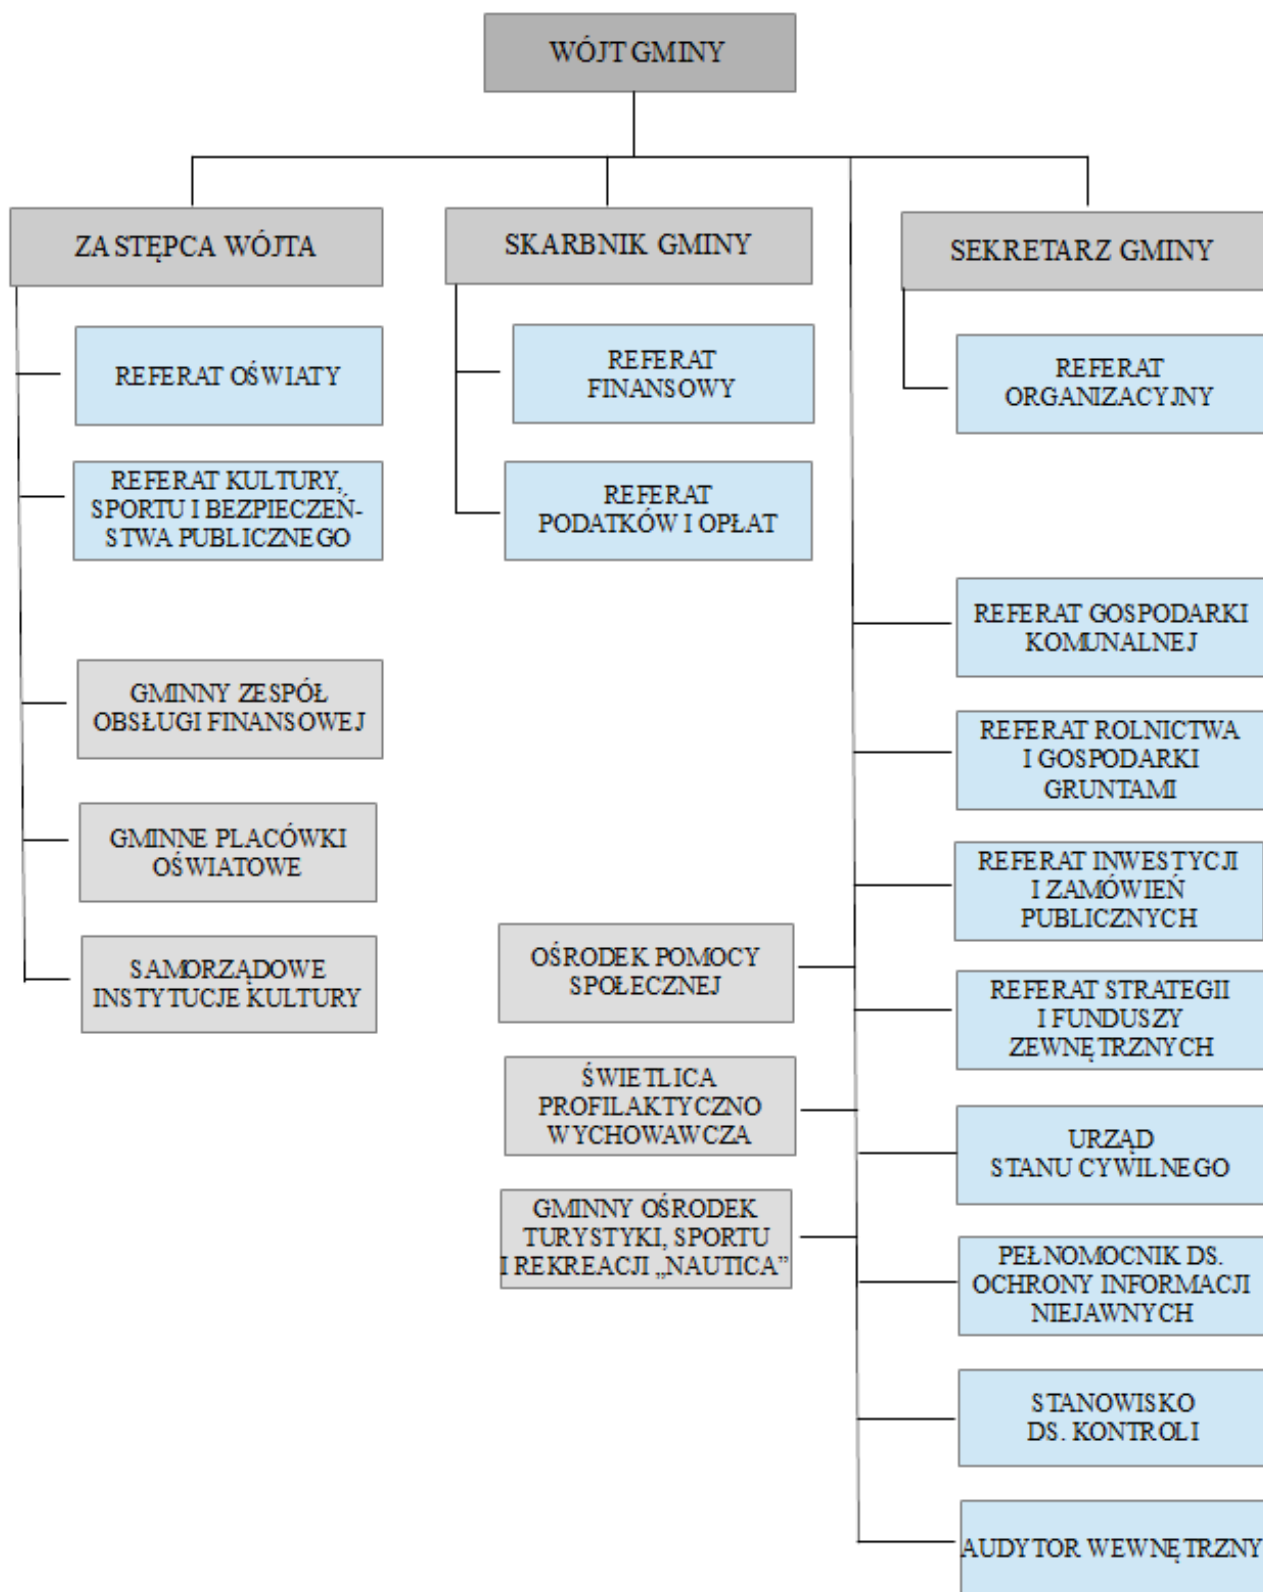 WÓJT GMINY
ZASTĘPCA WÓJTA
SKARBNIK GMINY
SEKRETARZ GMINY
REFERAT OŚWIATY
REFERAT KULTURY,
SPORTU I BEZPIECZEŃ-
STWA PUBLICZNEGO
GMINNY ZESPÓŁ
OBSŁUGI FINANSOWEJ
GMINNE PLACÓWKI
OŚWIATOWE
SAMORZĄDOWE
INSTYTUCJE KULTURY
REFERAT
FINANSOWY
REFERAT
PODATKÓW I OPŁAT
REFERAT
ORGANIZACYJNY
OŚRODEK POMOCY
SPOŁECZNEJ
ŚWIETLICA
PROFILAKTYCZNO
WYCHOWAWCZA
GMINNY OŚRODEK
TURYSTYKI, SPORTU
I REKREACJI „NAUTICA”
REFERAT GOSPODARKI
KOMUNALNEJ
REFERAT ROLNICTWA
I GOSPODARKI
GRUNTAMI
REFERAT INWESTYCJI
I ZAMÓWIEŃ
PUBLICZNYCH
REFERAT STRATEGII
I FUNDUSZY
ZEWNĘTRZNYCH
URZĄD
STANU CYWILNEGO
PEŁNOMOCNIK DS.
OCHRONY INFORMACJI
NIEJAWNYCH
STANOWISKO
DS. KONTROLI
AUDYTOR WEWNĘTRZNY